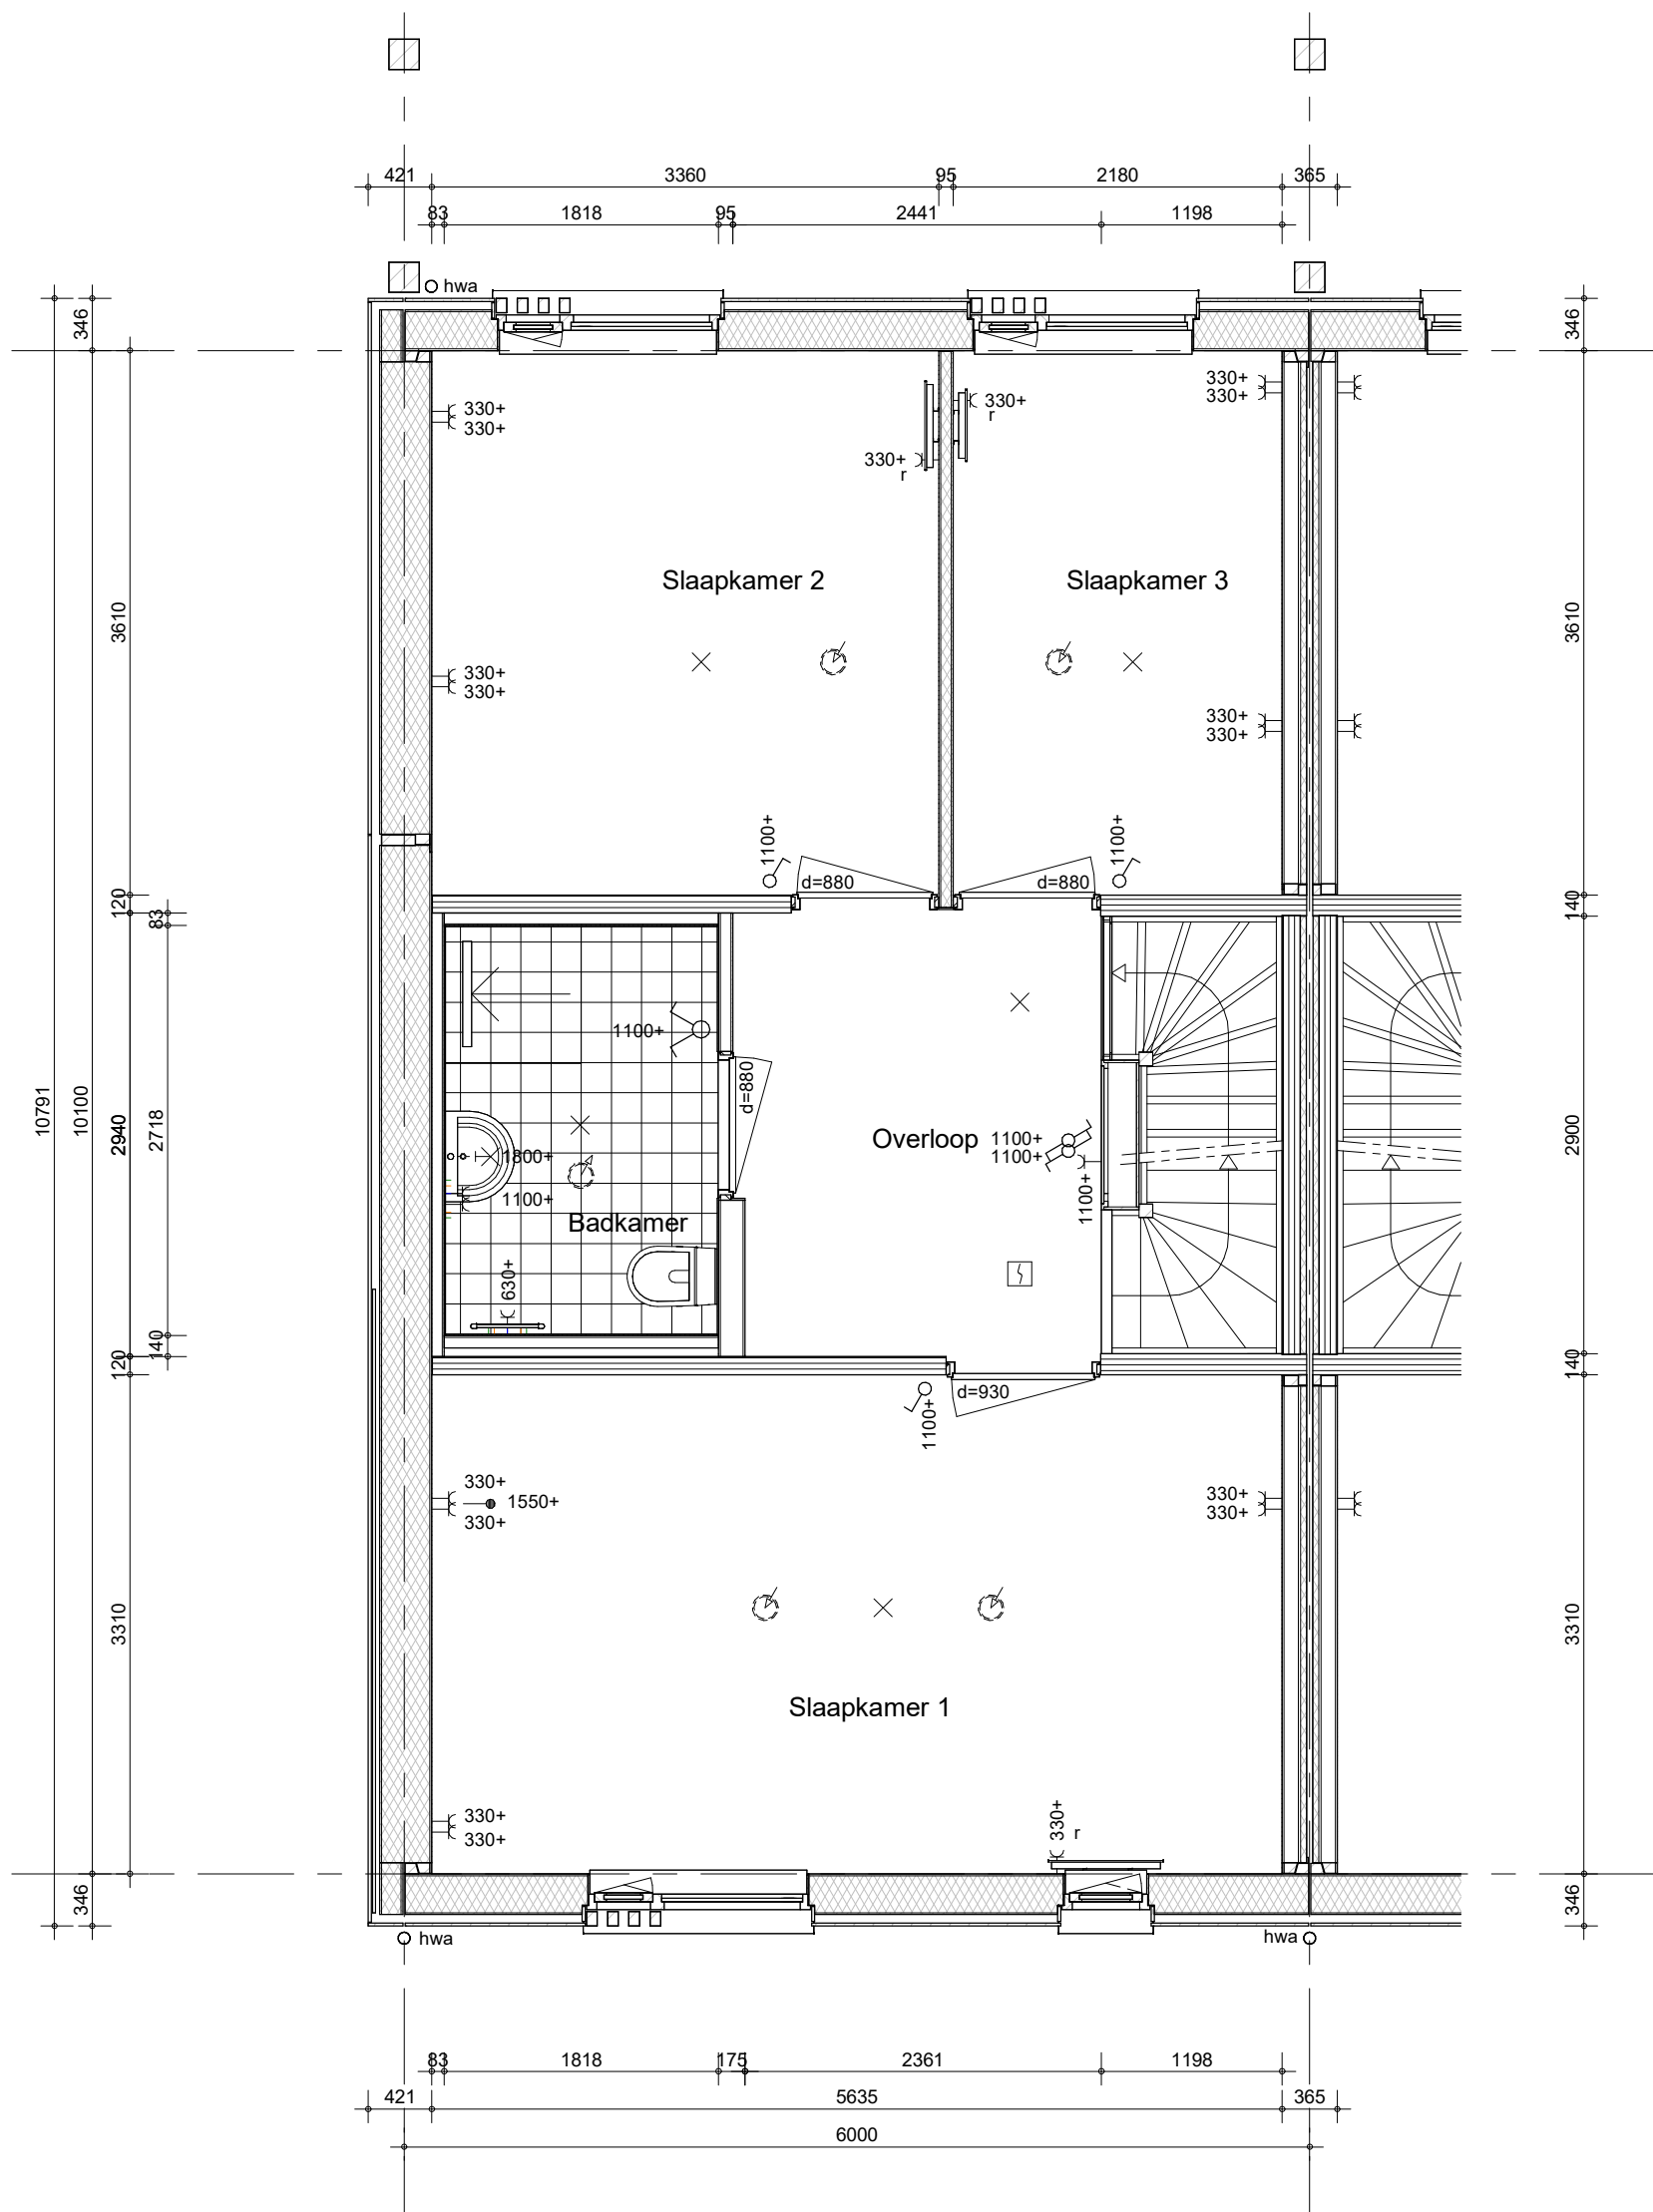 421 3360 95 2180 365
83 1818 95 2441 1198
hwa
346 346
330+ 330+
330+ 330+
330+
r
330+
r
330+
330+
Slaapkamer 2 Slaapkamer 3
3610 3610
330+
330+
330+
330+
1100+ 1100+
d=880 d=880
120 83 140
1100+
d=880
10791 10100 2940 2718 2900
Overloop 1100+
1100+
1800+
1100+
1100+
Badkamer
630+
120 140 140
d=930
1100+
330+ 1550+
330+
330+
330+
3310 3310
Slaapkamer 1
330+
330+
330+
r
346 346
hwa hwa
83 1818 175 2361 1198
421 5635 365
6000